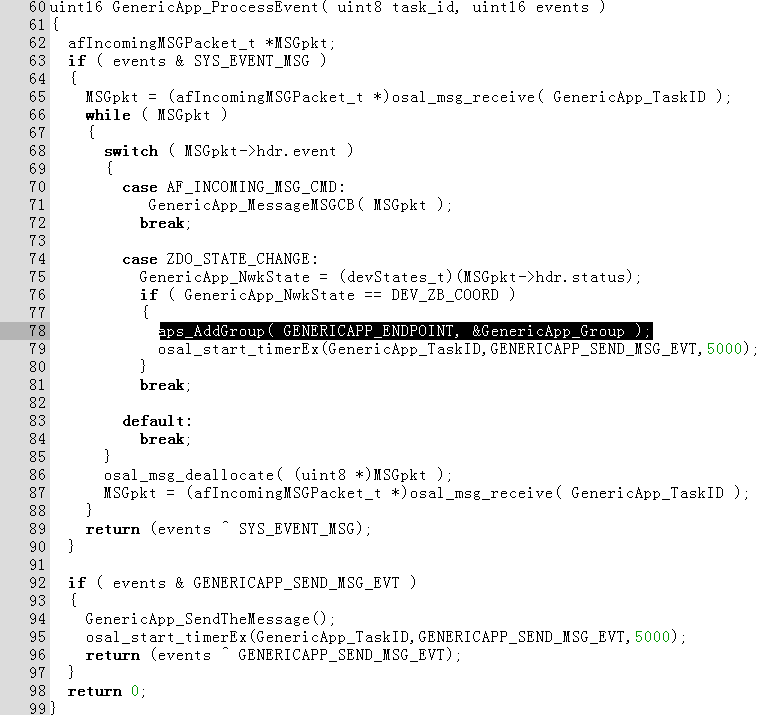 60 uint16 GenericApp_ProcessEvent( uint8 task_id, uint16 events )
61 {
62   afIncomingMSGPacket_t *MSGpkt;
63   if ( events & SYS_EVENT_MSG )
64   {
65     MSGpkt = (afIncomingMSGPacket_t *)osal_msg_receive( GenericApp_TaskID );
66     while ( MSGpkt )
67     {
68       switch ( MSGpkt->hdr.event )
69       {
70         case AF_INCOMING_MSG_CMD:
71            GenericApp_MessageMSGCB( MSGpkt );
72           break;
73
74         case ZDO_STATE_CHANGE:
75           GenericApp_NwkState = (devStates_t)(MSGpkt->hdr.status);
76           if ( GenericApp_NwkState == DEV_ZB_COORD )
77           {
78             aps_AddGroup( GENERICAPP_ENDPOINT, &GenericApp_Group );
79             osal_start_timerEx(GenericApp_TaskID,GENERICAPP_SEND_MSG_EVT,5000);
80           }
81           break;
82
83         default:
84           break;
85       }
86       osal_msg_deallocate( (uint8 *)MSGpkt );
87       MSGpkt = (afIncomingMSGPacket_t *)osal_msg_receive( GenericApp_TaskID );
88     }
89     return (events ^ SYS_EVENT_MSG);
90   }
91
92   if ( events & GENERICAPP_SEND_MSG_EVT )
93   {
94     GenericApp_SendTheMessage();
95     osal_start_timerEx(GenericApp_TaskID,GENERICAPP_SEND_MSG_EVT,5000);
96     return (events ^ GENERICAPP_SEND_MSG_EVT);
97   }
98   return 0;
99 }